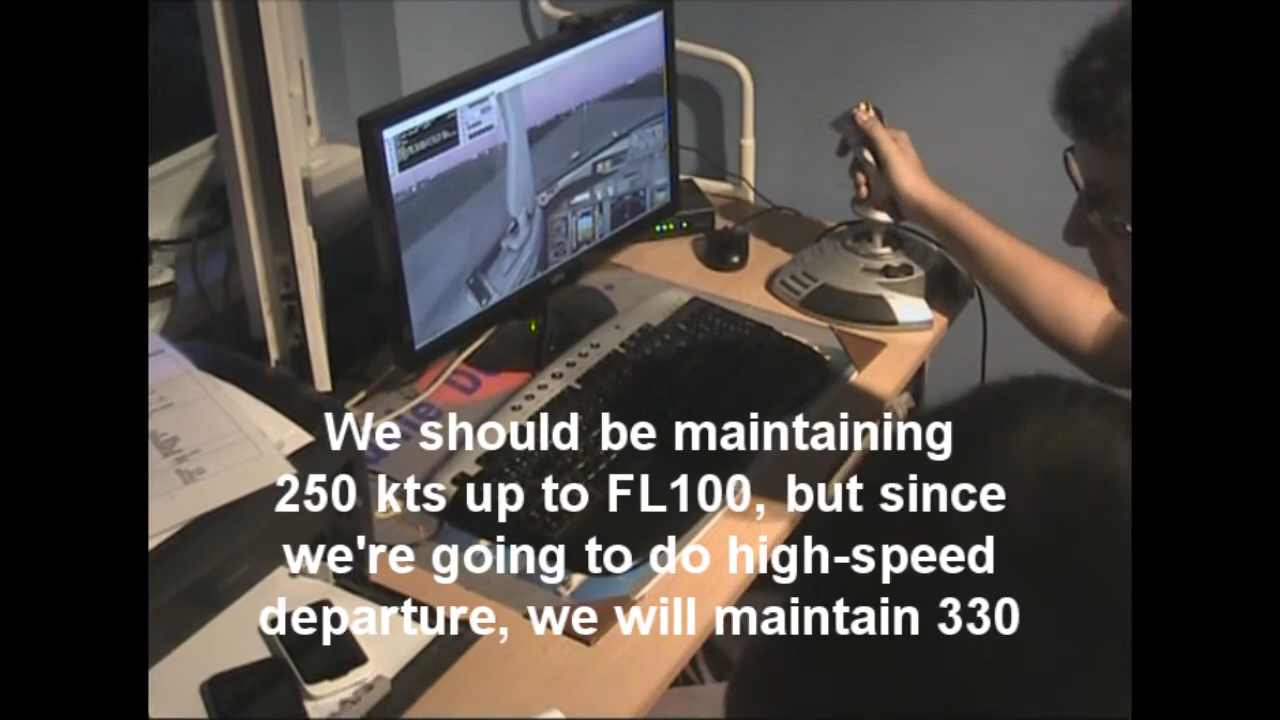 We should be maintaining
250 kts up to FL100, but since
we're going to do high-speed
departure, we will maintain 330